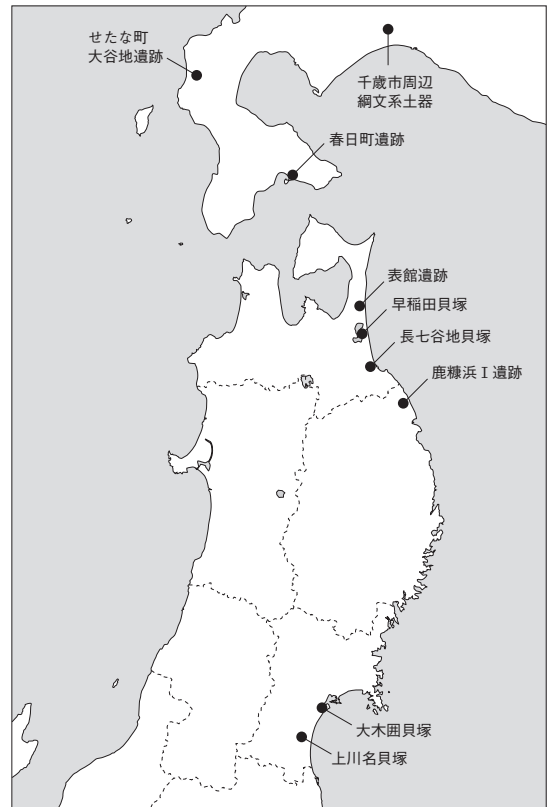 せたな町
大谷地遺跡
千歳市周辺
綱文系土器
春日町遺跡
表館遺跡
早稲田貝塚
長七谷地貝塚
鹿糠浜Ⅰ遺跡
大木囲貝塚
上川名貝塚